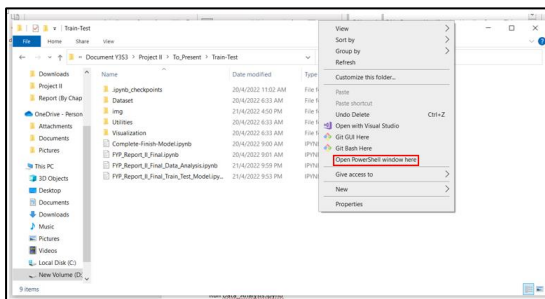 Train-Test
File
Home
Share
View
Document Y3S3 > Project II > To_Present > Train-Test
Downloads
Project II
Report (By Chap
OneDrive - Person
Attachments
Documents
Pictures
This PC
3D Objects
Desktop
Documents
Downloads
Music
Pictures
Videos
Local Disk (C:)
New Volume (D:
Name
Date modified
Type
.ipynb_checkpoints
20/4/2022 11:02 AM
File f
Dataset
20/4/2022 6:33 AM
File f
img
21/4/2022 4:50 PM
File f
Utilities
20/4/2022 6:33 AM
File f
Visualization
20/4/2022 6:33 AM
File f
Complete-Finish-Model.ipynb
20/4/2022 9:00 AM
IPYN
FYP_Report_II_Final.ipynb
20/4/2022 9:01 AM
IPYN
FYP_Report_II_Final_Data_Analysis.ipynb
21/4/2022 9:59 PM
IPYN
FYP_Report_II_Final_Train_Test_Model.ipy...
21/4/2022 9:53 PM
IPYN
View
Sort by
Group by
Refresh
Customize this folder...
Paste
Paste shortcut
Undo Delete
Ctrl+Z
Open with Visual Studio
Git GUI Here
Git Bash Here
Open PowerShell window here
Give access to
New
Properties
9 items